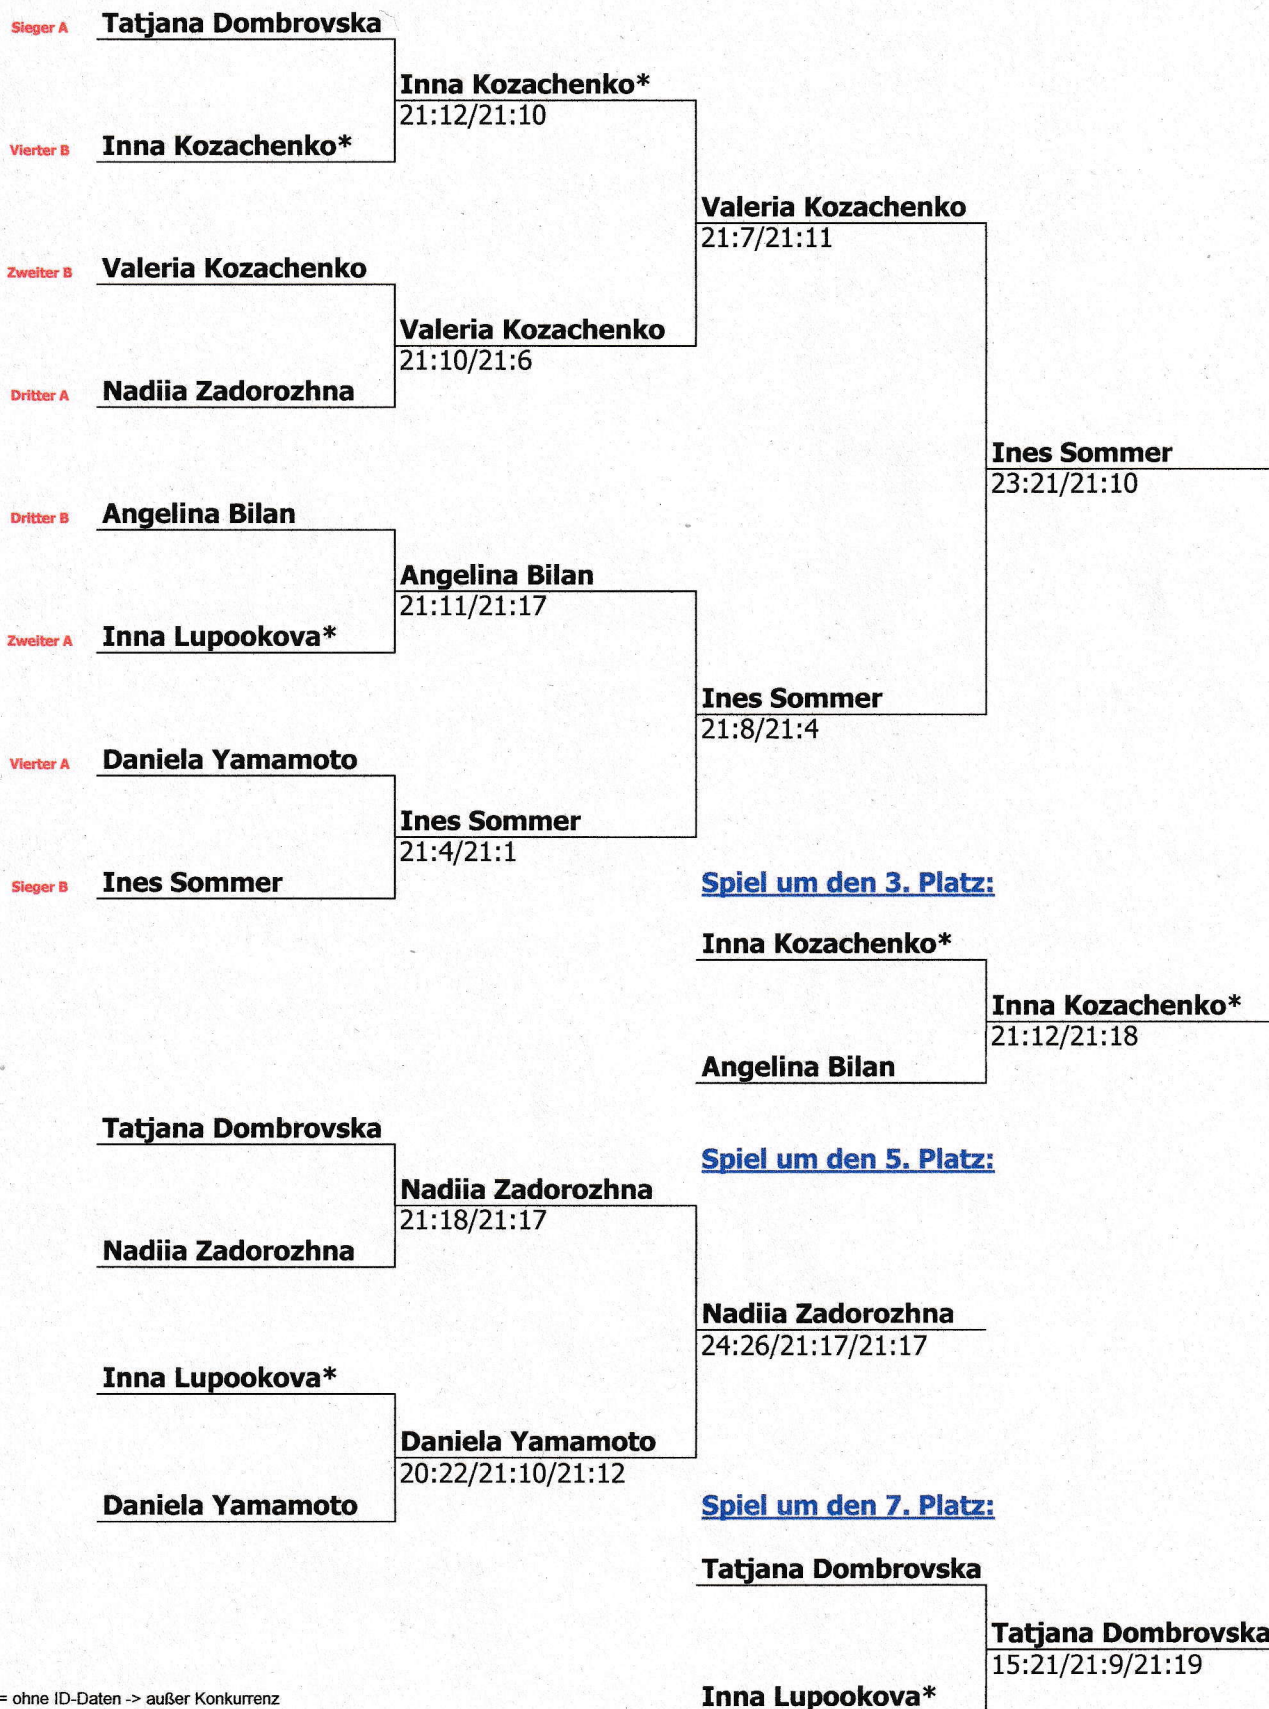 Sieger A Tatjana Dombrovska
Inna Kozachenko*
21:12/21:10
Vierter B Inna Kozachenko*
Valeria Kozachenko
21:7/21:11
Zweiter B Valeria Kozachenko
Valeria Kozachenko
21:10/21:6
Dritter A Nadiia Zadorozhna
Ines Sommer
23:21/21:10
Dritter B Angelina Bilan
Angelina Bilan
21:11/21:17
Zweiter A Inna Lupookova*
Ines Sommer
21:8/21:4
Vierter A Daniela Yamamoto
Ines Sommer
21:4/21:1
Sieger B Ines Sommer
Spiel um den 3. Platz:
Inna Kozachenko*
Inna Kozachenko*
21:12/21:18
Angelina Bilan
Tatjana Dombrovska
Spiel um den 5. Platz:
Nadiia Zadorozhna
21:18/21:17
Nadiia Zadorozhna
Nadiia Zadorozhna
24:26/21:17/21:17
Inna Lupookova*
Daniela Yamamoto
20:22/21:10/21:12
Daniela Yamamoto
Spiel um den 7. Platz:
Tatjana Dombrovska
Tatjana Dombrovska
15:21/21:9/21:19
Inna Lupookova*
= ohne ID-Daten -> außer Konkurrenz